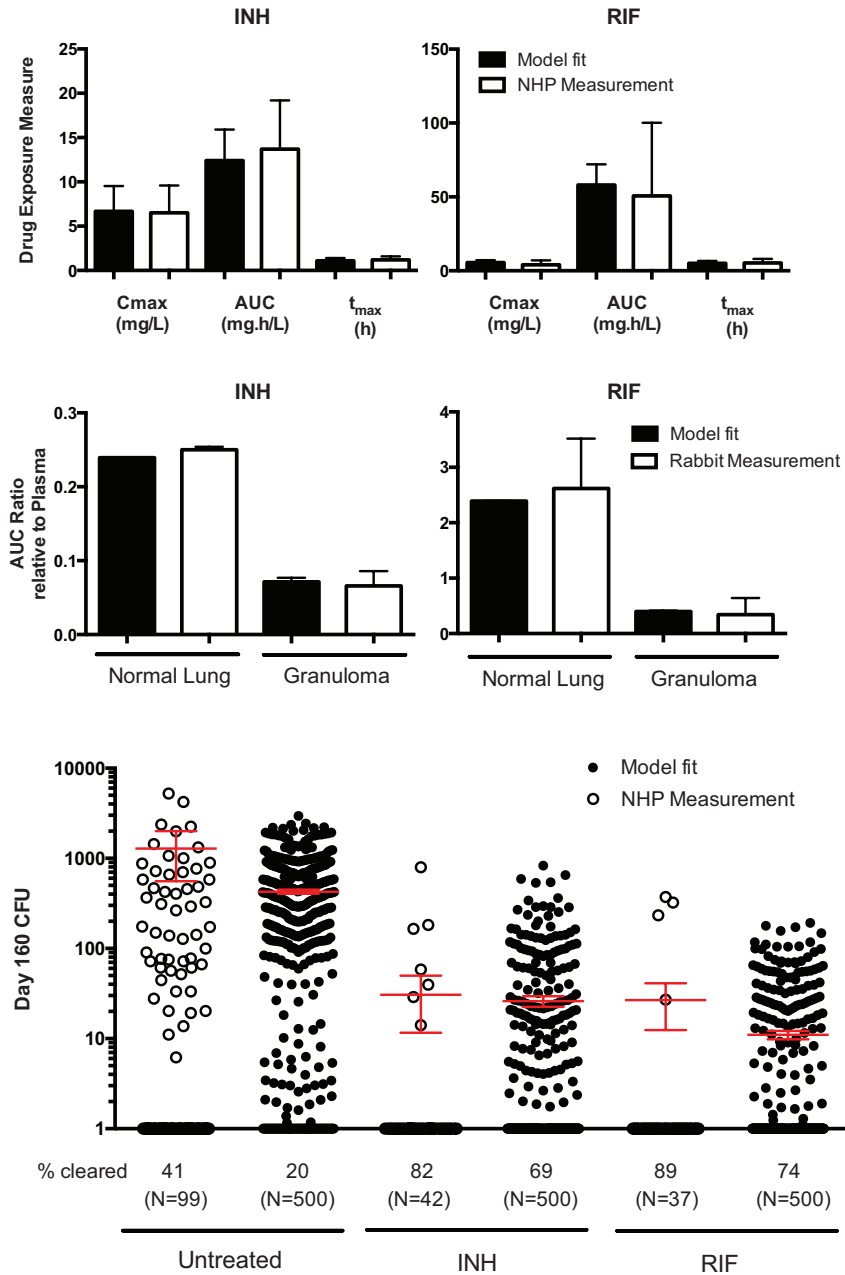 INH
RIF
Drug Exposure Measure
25
20
15
10
5
0
150
100
50
0
Model fit
NHP Measurement
Cmax
(mg/L)
AUC
(mg.h/L)
tmax
(h)
Cmax
(mg/L)
AUC
(mg.h/L)
tmax
(h)
INH
RIF
AUC Ratio
relative to Plasma
0.3
0.2
0.1
0.0
4
3
2
1
0
Model fit
Rabbit Measurement
Normal Lung
Granuloma
Normal Lung
Granuloma
Day 160 CFU
10000
1000
100
10
1
Model fit
NHP Measurement
% cleared 41 20 82 69 89 74
(N=99) (N=500) (N=42) (N=500) (N=37) (N=500)
Untreated INH RIF